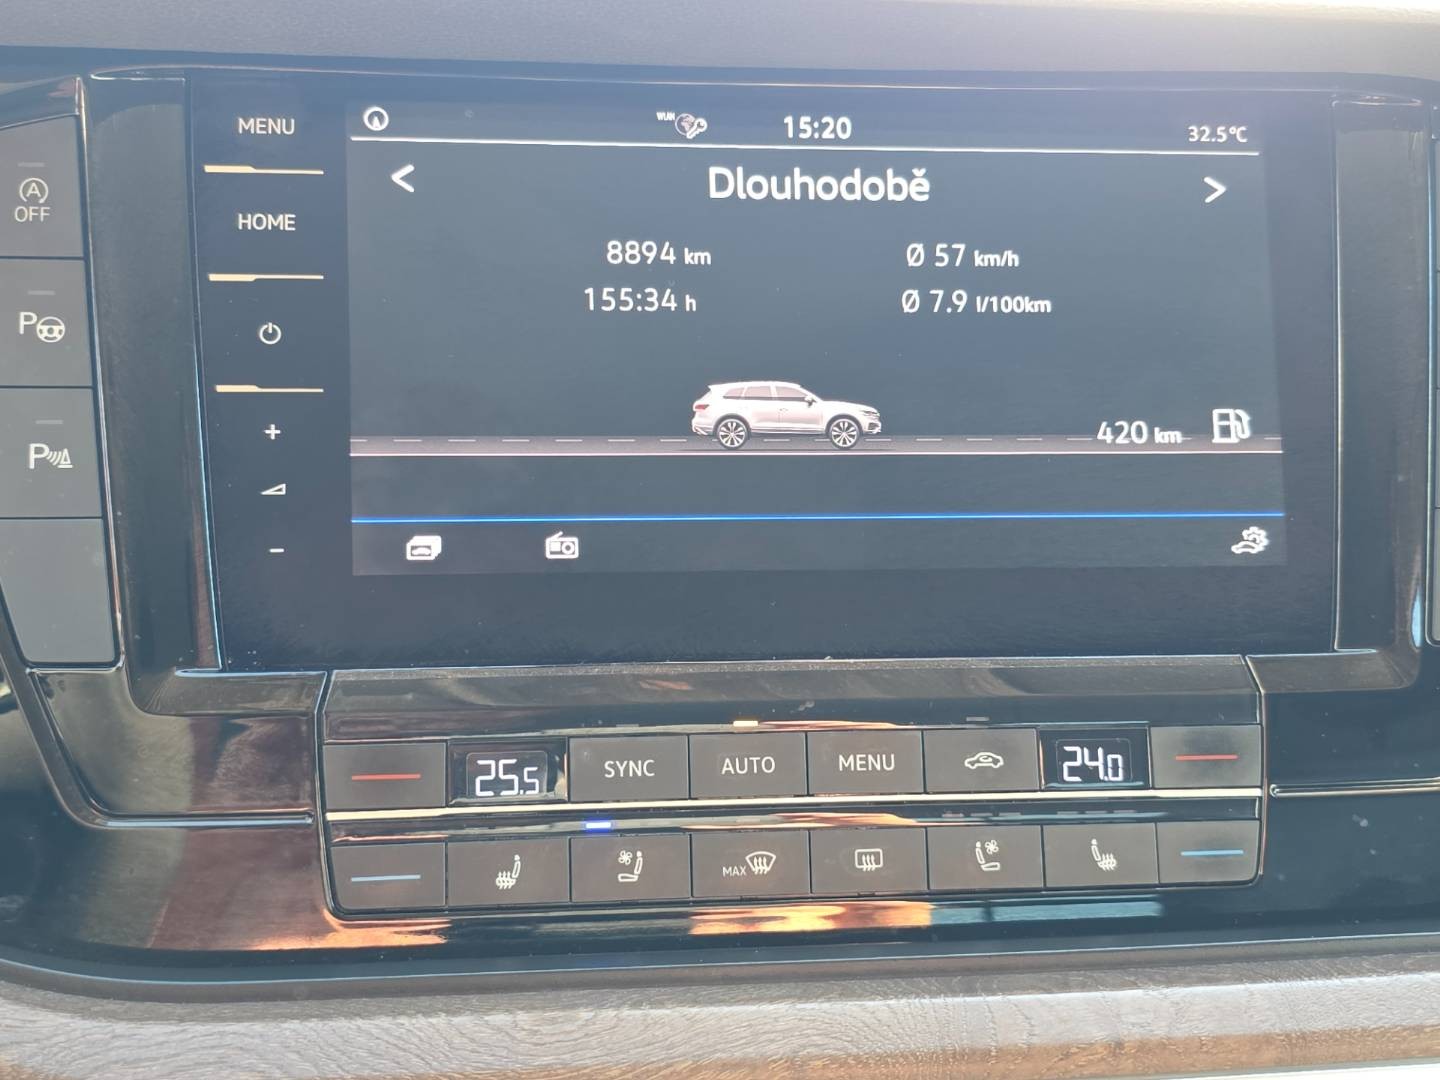 MENU
HOME
+
-
A
OFF
P
P
WLAN
15:20
32.5°C
<
Dlouhodobě
>
8894 km
Ø 57 km/h
155:34 h
Ø 7.9 l/100km
420 km
25.5
SYNC
AUTO
MENU
24.0
MAX